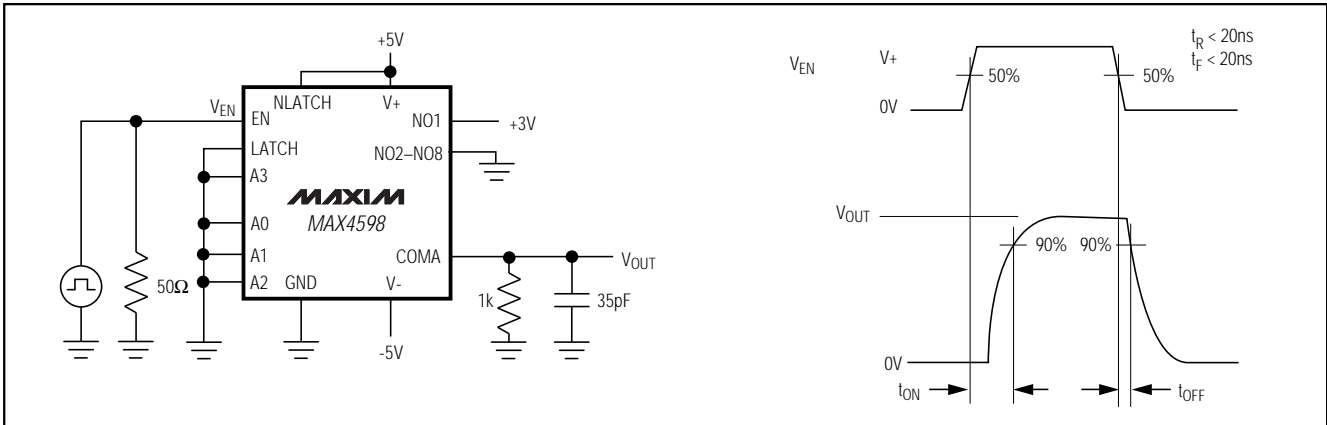 +5V
VEN
NLATCH
V+
EN
NO1
+3V
LATCH
NO2–NO8
A3
MAXIM
MAX4598
A0
A1
COMA
VOUT
A2
GND
V-
50Ω
1k
35pF
-5V
VEN
V+
tR < 20ns
tF < 20ns
50%
50%
0V
VOUT
90%
90%
0V
tON
tOFF